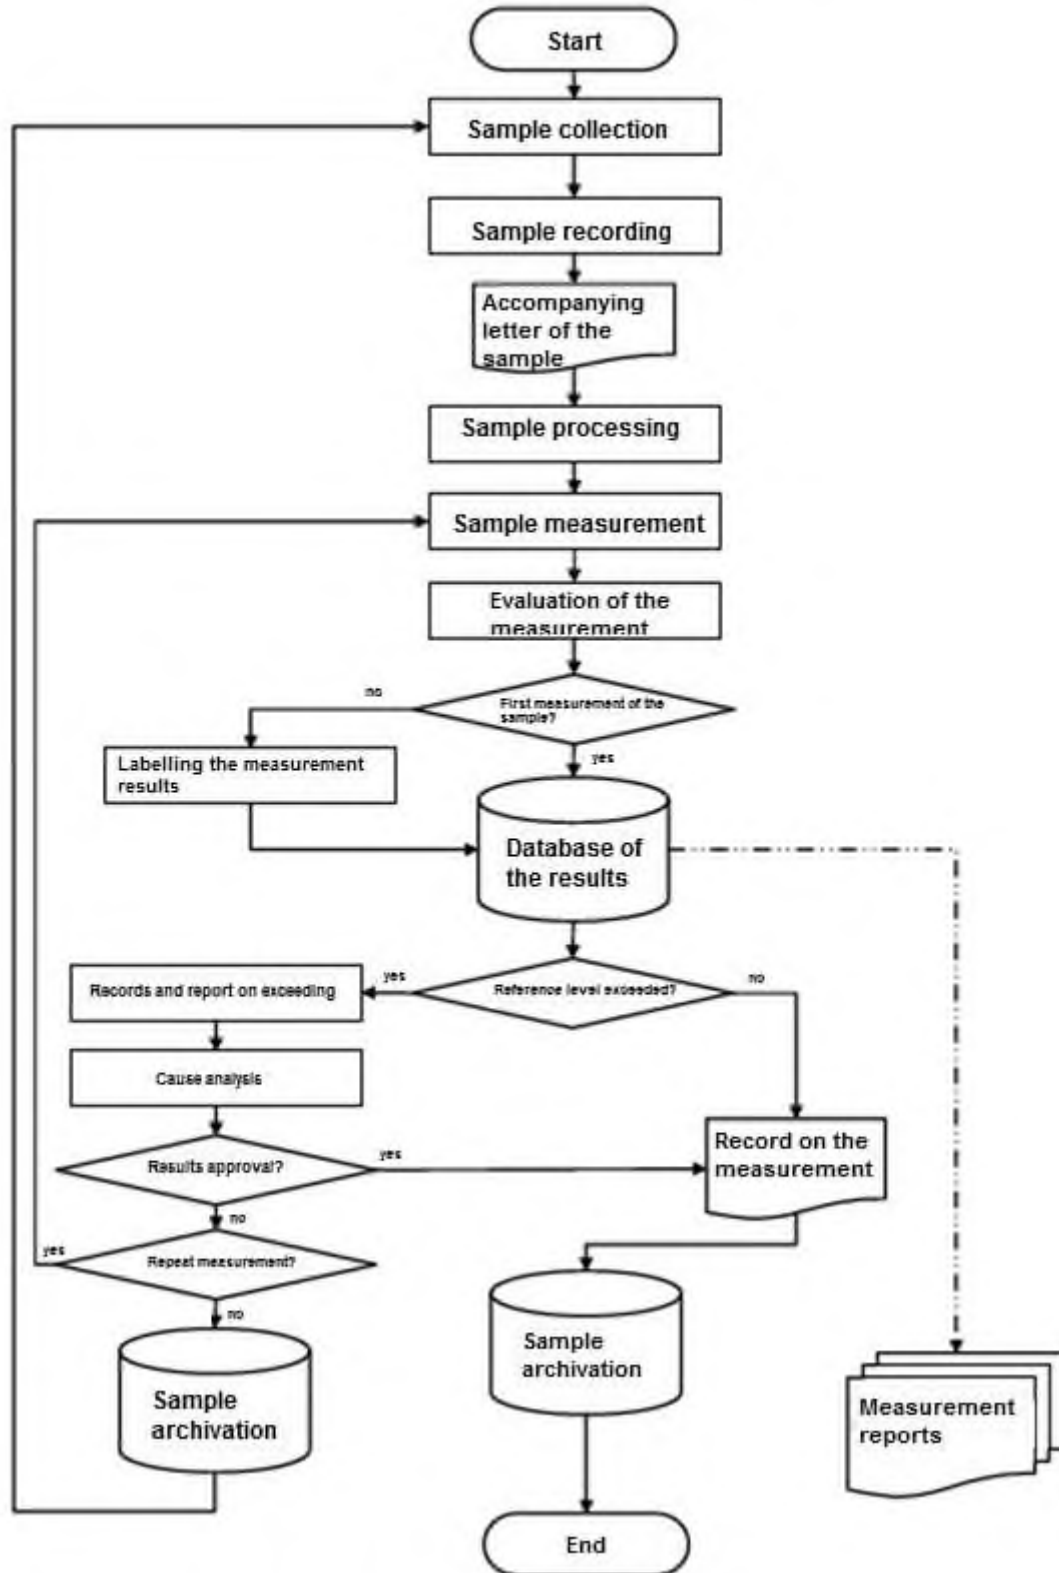 Start
Sample collection
Sample recording
Accompanying
letter of the
sample
Sample processing
Sample measurement
Evaluation of the
measurement
no
First measurement of the
sample?
yes
Labelling the measurement
results
Database of
the results
yes
Reference level exceeded?
no
Records and report on exceeding
Cause analysis
Results approval?
yes
Record on the
measurement
no
yes
Repeat measurement?
no
Sample
archivation
Sample
archivation
Measurement
reports
End